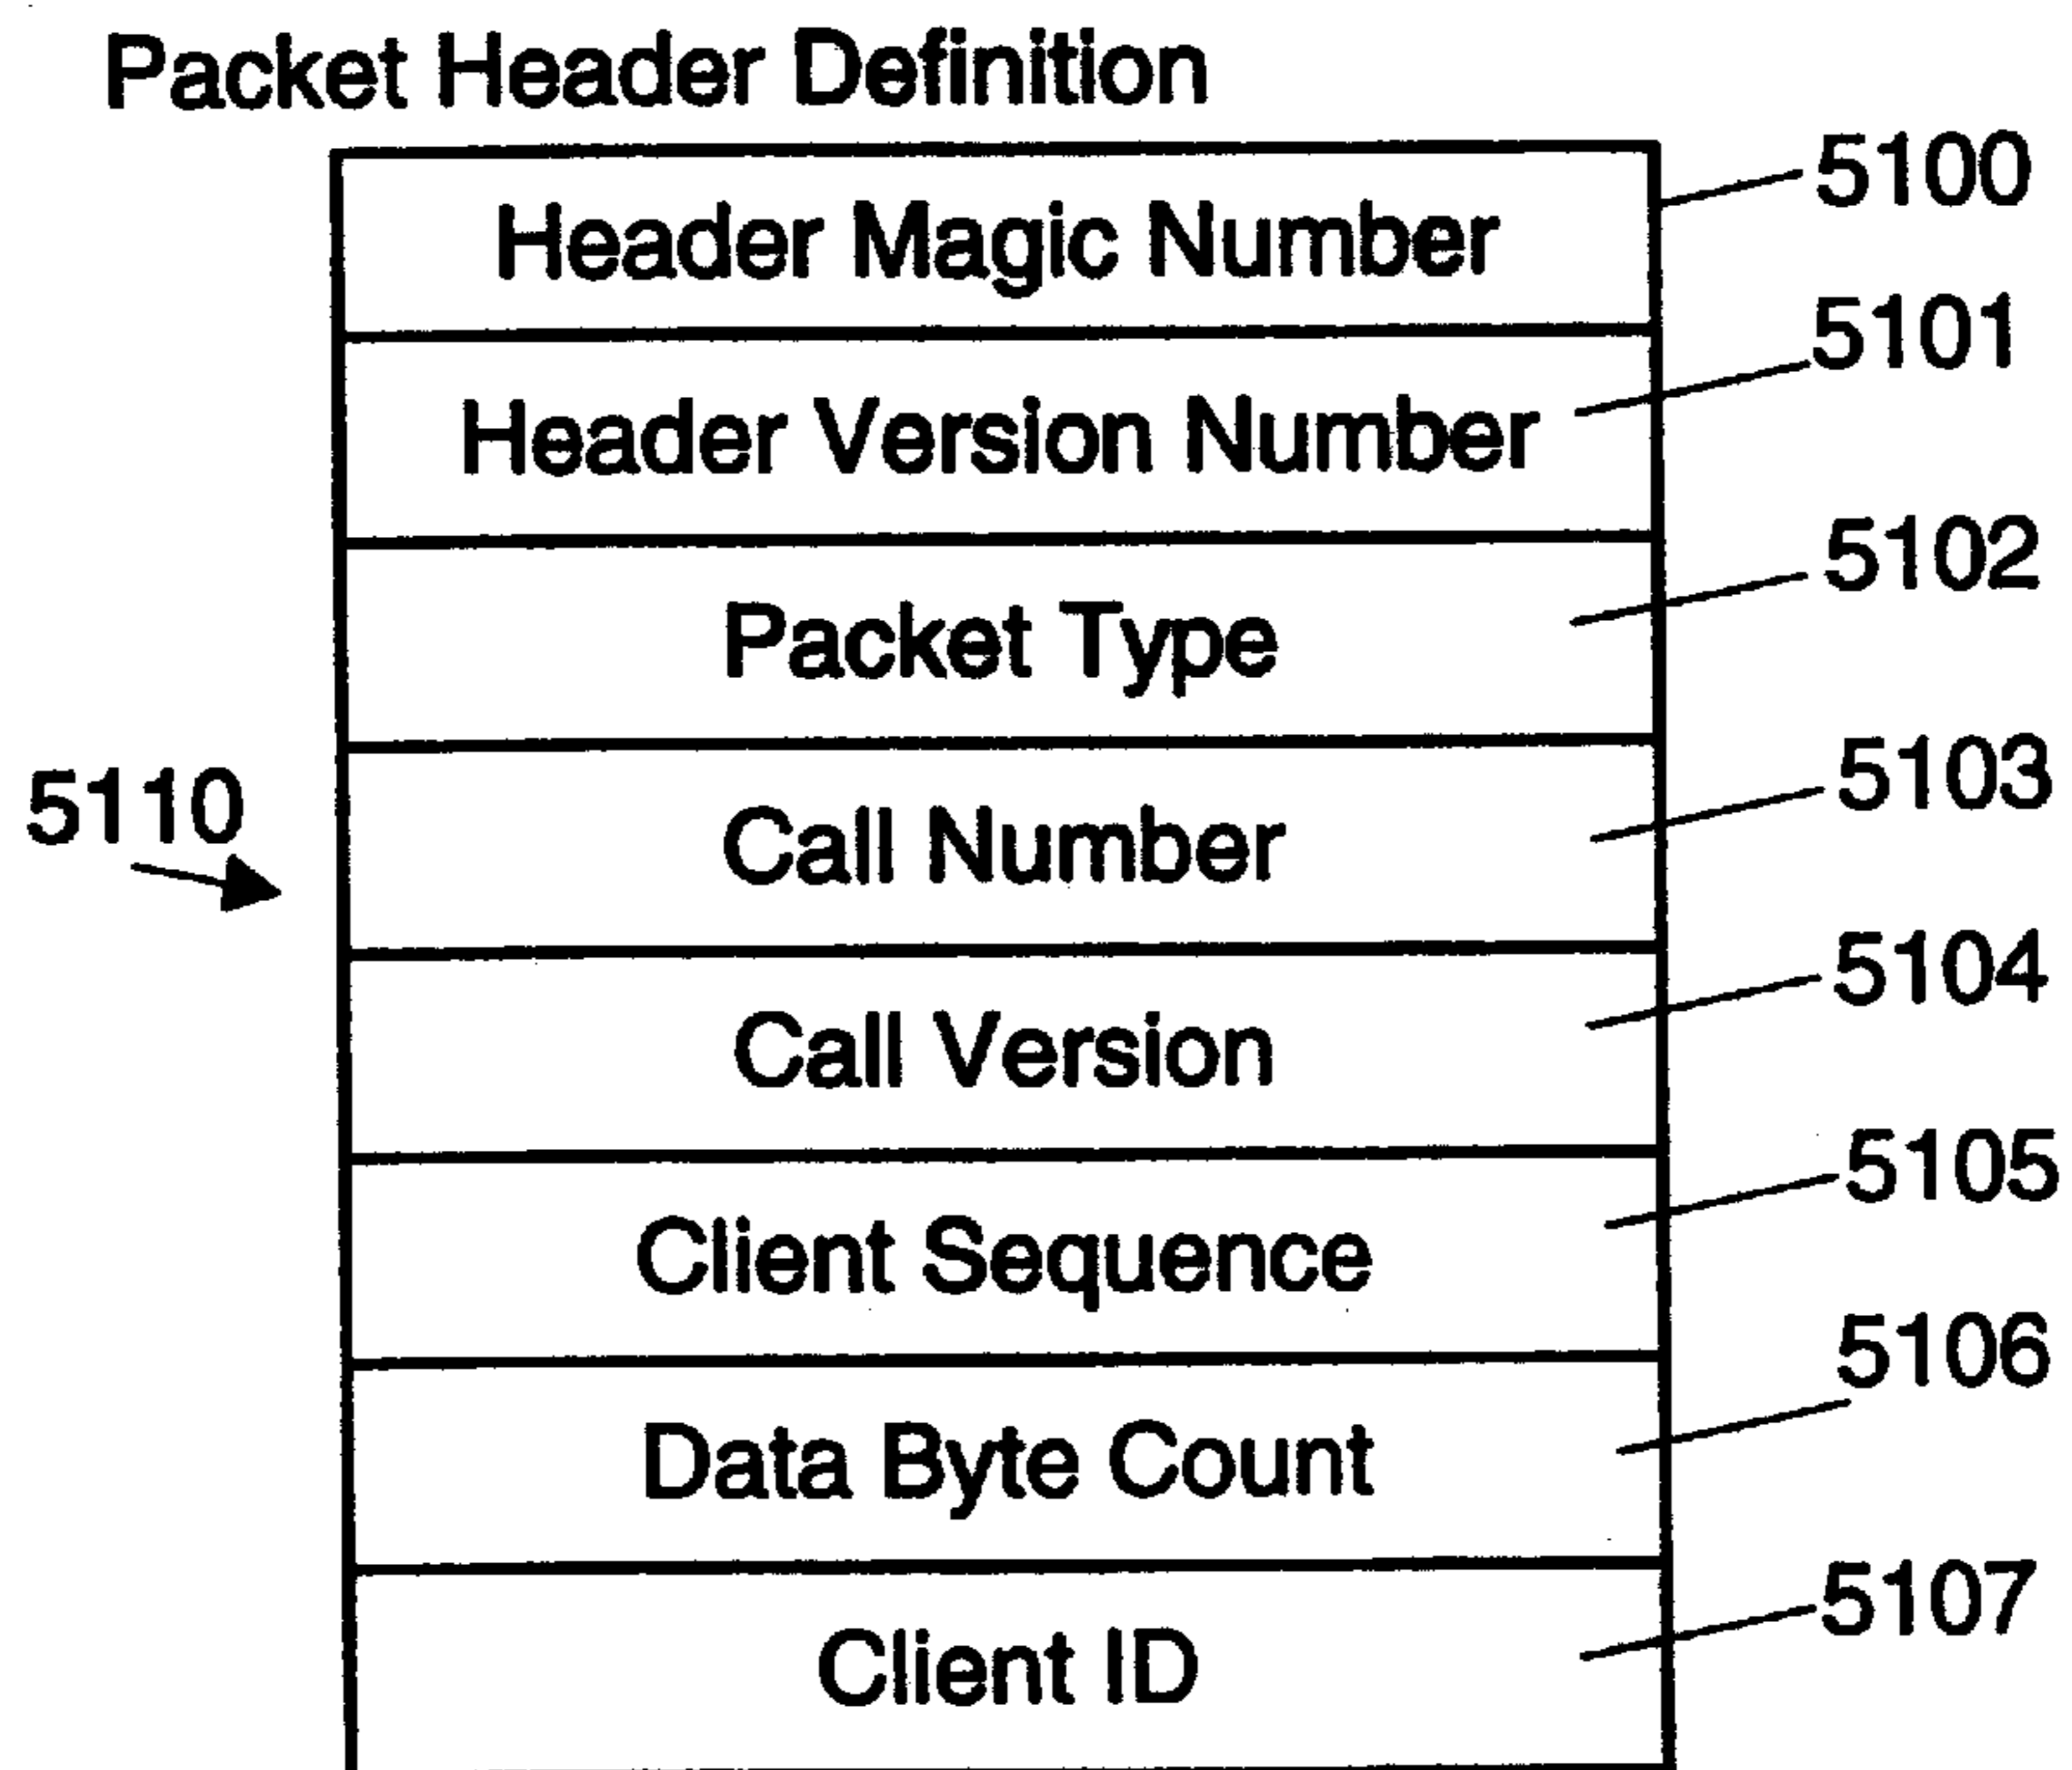 Packet Header Definition
5100
Header Magic Number
5101
Header Version Number
5102
Packet Type
5103
5110
Call Number
5104
Call Version
5105
Client Sequence
5106
Data Byte Count
5107
Client ID